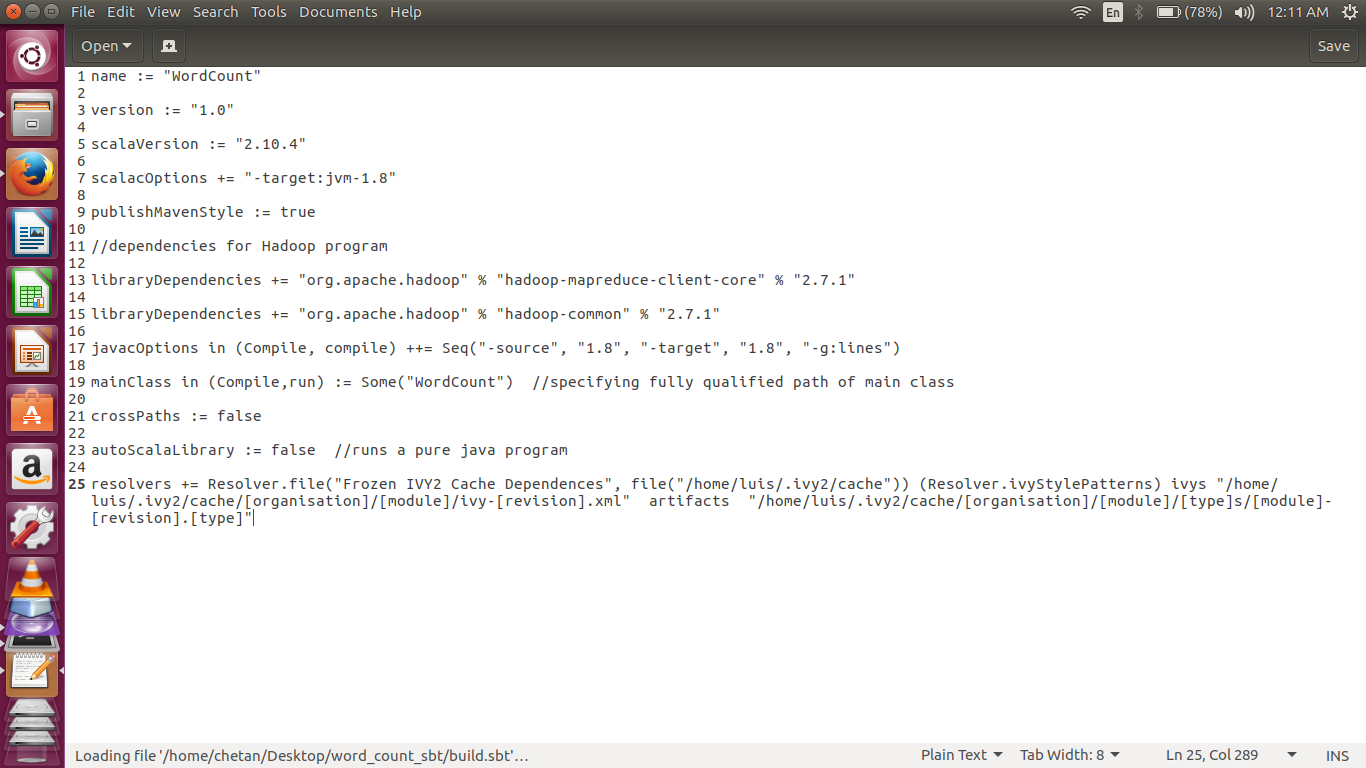 File Edit View Search Tools Documents Help
En (78%) 12:11 AM
Open Save
1 name := "WordCount"
2
3 version := "1.0"
4
5 scalaVersion := "2.10.4"
6
7 scalacOptions += "-target:jvm-1.8"
8
9 publishMavenStyle := true
10
11 //dependencies for Hadoop program
12
13 libraryDependencies += "org.apache.hadoop" % "hadoop-mapreduce-client-core" % "2.7.1"
14
15 libraryDependencies += "org.apache.hadoop" % "hadoop-common" % "2.7.1"
16
17 javacOptions in (Compile, compile) ++= Seq("-source", "1.8", "-target", "1.8", "-g:lines")
18
19 mainClass in (Compile,run) := Some("WordCount")  //specifying fully qualified path of main class
20
21 crossPaths := false
22
23 autoScalaLibrary := false  //runs a pure java program
24
25 resolvers += Resolver.file("Frozen IVY2 Cache Dependences", file("/home/luis/.ivy2/cache")) (Resolver.ivyStylePatterns) ivys "/home/
luis/.ivy2/cache/[organisation]/[module]/ivy-[revision].xml"  artifacts  "/home/luis/.ivy2/cache/[organisation]/[module]/[type]s/[module]-
[revision].[type]"
Loading file '/home/chetan/Desktop/word_count_sbt/build.sbt'… Plain Text Tab Width: 8 Ln 25, Col 289 INS